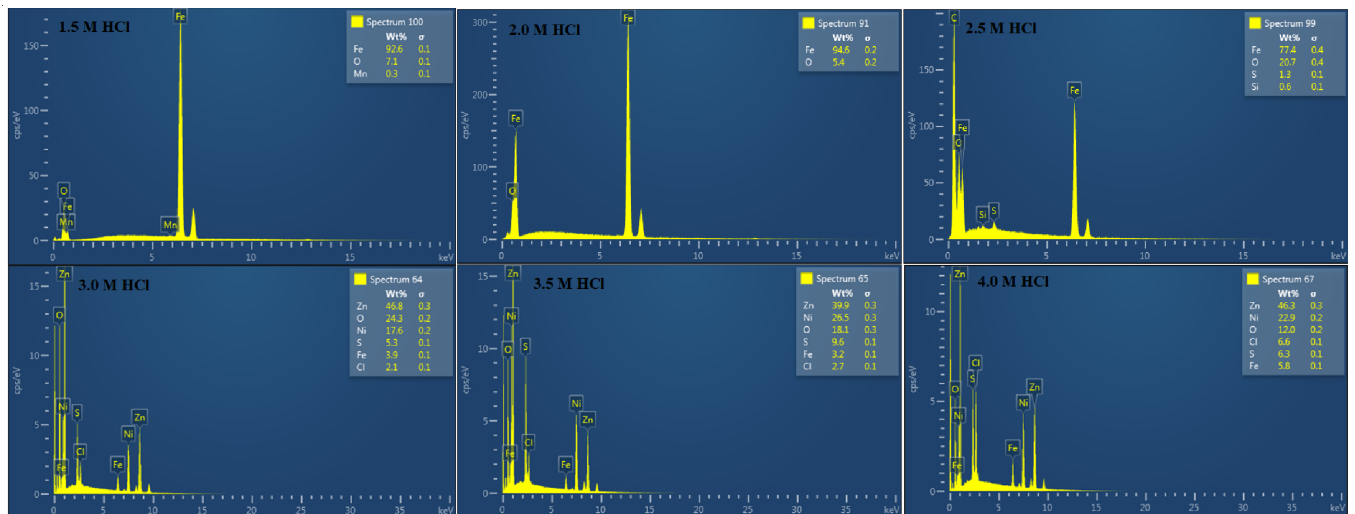 1.5 M HCl
Spectrum 100
Wt% σ
Fe 92.6 0.1
O 7.1 0.1
Mn 0.3 0.1
Fe
O
Fe
Mn
Mn
cps/eV
150
100
50
0
0 5 10 15 keV
2.0 M HCl
Spectrum 91
Wt% σ
Fe 94.6 0.2
O 5.4 0.2
Fe
Fe
O
cps/eV
300
200
100
0
0 5 10 15 keV
2.5 M HCl
Spectrum 99
Wt% σ
Fe 77.4 0.4
O 20.7 0.4
S 1.3 0.1
Si 0.6 0.1
C
Fe
O
Fe
Si
S
cps/eV
150
100
50
0
0 5 10 15 keV
3.0 M HCl
Spectrum 64
Wt% σ
Zn 46.8 0.3
O 24.3 0.2
Ni 17.6 0.2
S 5.3 0.1
Fe 3.9 0.1
Cl 2.1 0.1
Zn
O
Ni
S
Zn
Ni
Cl
Fe
Fe
cps/eV
15
10
5
0
0 5 10 15 20 25 30 35 keV
3.5 M HCl
Spectrum 65
Wt% σ
Zn 39.9 0.3
Ni 26.5 0.3
O 18.1 0.3
S 9.6 0.1
Fe 3.2 0.1
Cl 2.7 0.1
Zn
Ni
O
S
Ni
Zn
Cl
Fe
Fe
cps/eV
15
10
5
0
0 5 10 15 20 25 30 35 keV
4.0 M HCl
Spectrum 67
Wt% σ
Zn 46.3 0.3
Ni 22.9 0.2
O 12.0 0.2
Cl 6.6 0.1
S 6.3 0.1
Fe 5.8 0.1
Zn
Cl
S
O
Zn
Ni
Ni
Fe
Fe
cps/eV
10
5
0
0 5 10 15 20 25 30 35 keV